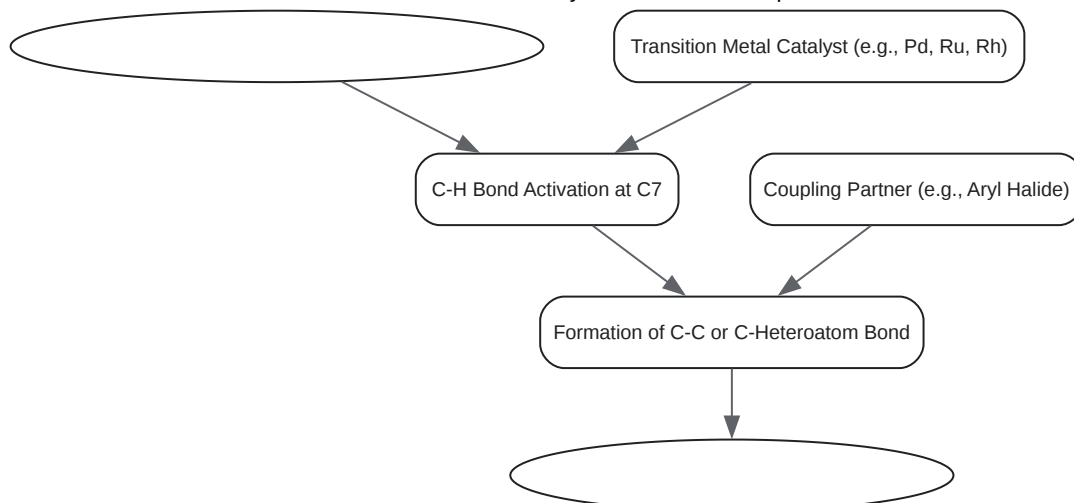 Transition Metal Catalyst (e.g., Pd, Ru, Rh)
C-H Bond Activation at C7
Coupling Partner (e.g., Aryl Halide)
Formation of C-C or C-Heteroatom Bond